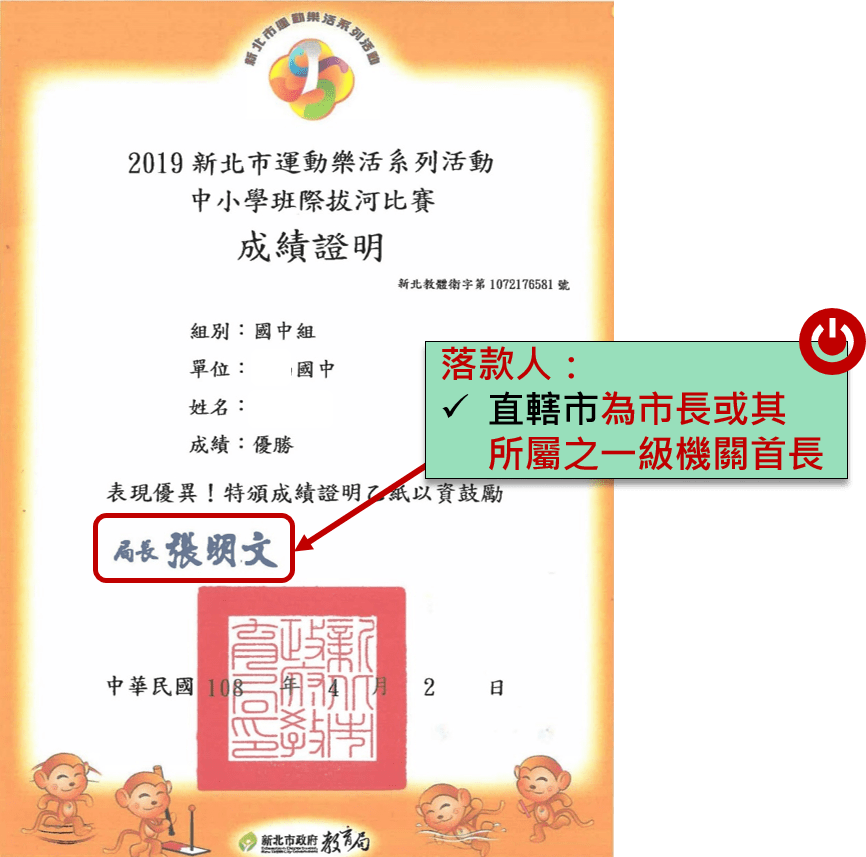 新北市運動樂活系列活動
2019 新北市運動樂活系列活動
中小學班際拔河比賽
成績證明
新北教體衛字第 1072176581 號
組別：國中組
單位： 國中
姓名：
成績：優勝
落款人：
✓ 直轄市為市長或其
所屬之一級機關首長
表現優異！特頒成績證明乙紙以資鼓勵
局長 張明文
新北市
政府教
育局印
中華民國 108 年 4 月 2 日
新北市政府 教育局